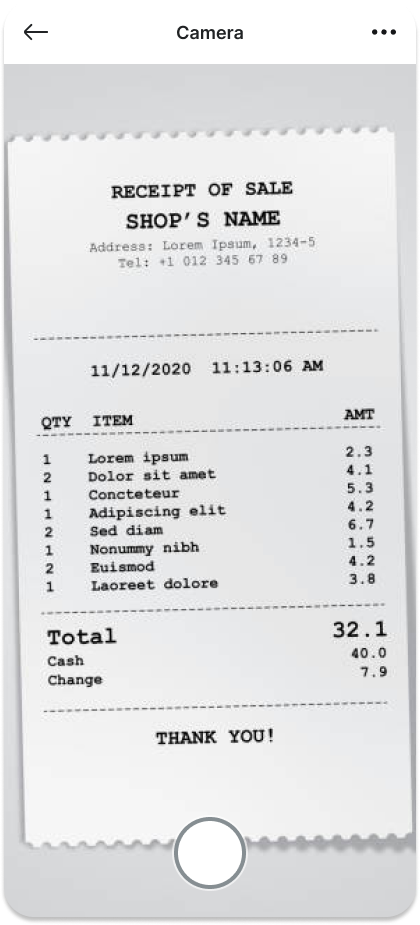 Camera
RECEIPT OF SALE
SHOP'S NAME
Address: Lorem Ipsum, 1234-5
Tel: +1 012 345 67 89
11/12/2020 11:13:06 AM
QTY ITEM AMT
1 Lorem ipsum 2.3
2 Dolor sit amet 4.1
1 Concteteur 5.3
1 Adipiscing elit 4.2
2 Sed diam 6.7
1 Nonummy nibh 1.5
2 Euismod 4.2
1 Laoreet dolore 3.8
Total 32.1
Cash 40.0
Change 7.9
THANK YOU!